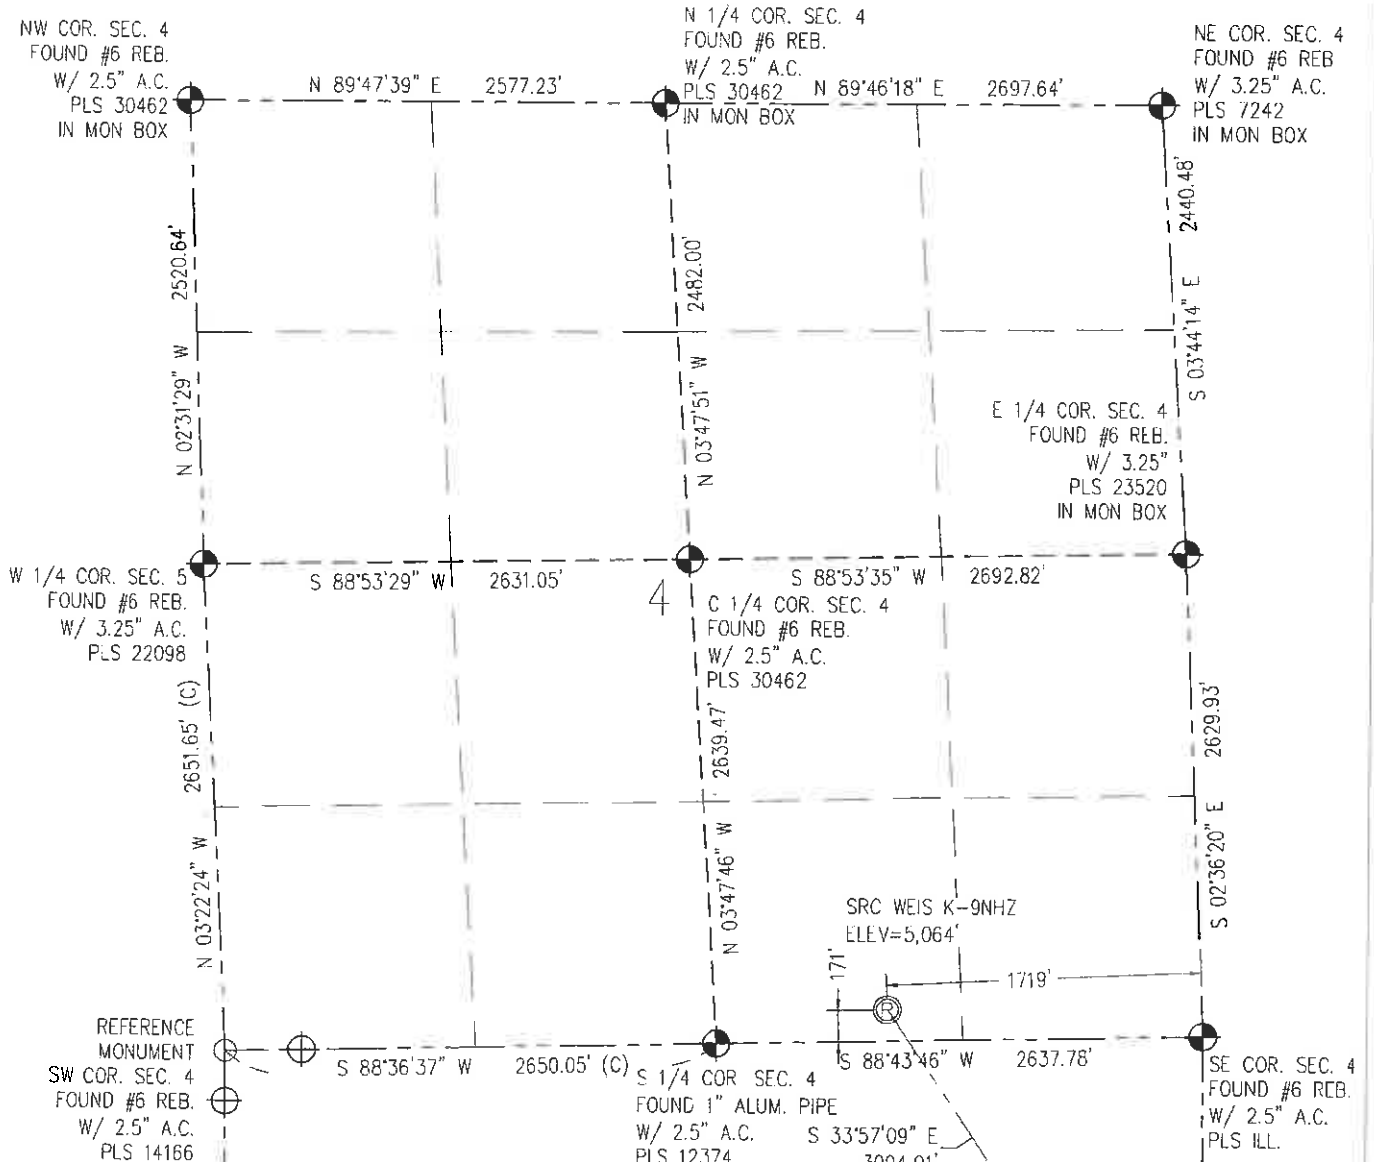 NW COR. SEC. 4
FOUND #6 REB.
W/ 2.5" A.C.
PLS 30462
IN MON BOX
N 89°47'39" E 2577.23'
N 1/4 COR. SEC. 4
FOUND #6 REB.
W/ 2.5" A.C.
PLS 30462
IN MON BOX
N 89°46'18" E 2697.64'
NE COR. SEC. 4
FOUND #6 REB
W/ 3.25" A.C.
PLS 7242
IN MON BOX
N 02°31'29" W 2520.64'
N 03°47'51" W 2482.00'
S 03°44'14" E 2440.48'
E 1/4 COR. SEC. 4
FOUND #6 REB.
W/ 3.25"
PLS 23520
IN MON BOX
W 1/4 COR. SEC. 5
FOUND #6 REB.
W/ 3.25" A.C.
PLS 22098
S 88°53'29" W 2631.05'
4
S 88°53'35" W 2692.82'
C 1/4 COR. SEC. 4
FOUND #6 REB.
W/ 2.5" A.C.
PLS 30462
N 03°22'24" W 2651.65' (C)
N 03°47'46" W 2639.47'
S 02°36'20" E 2629.93'
SRC WEIS K-9NHZ
ELEV=5,064'
171'
1719'
R
REFERENCE
MONUMENT
SW COR. SEC. 4
FOUND #6 REB.
W/ 2.5" A.C.
PLS 14166
S 88°36'37" W 2650.05' (C)
S 1/4 COR SEC. 4
FOUND 1" ALUM. PIPE
W/ 2.5" A.C.
PLS 12374
S 88°43'46" W 2637.78'
S 33°57'09" E
SE COR. SEC. 4
FOUND #6 REB.
W/ 2.5" A.C.
PLS ILL.